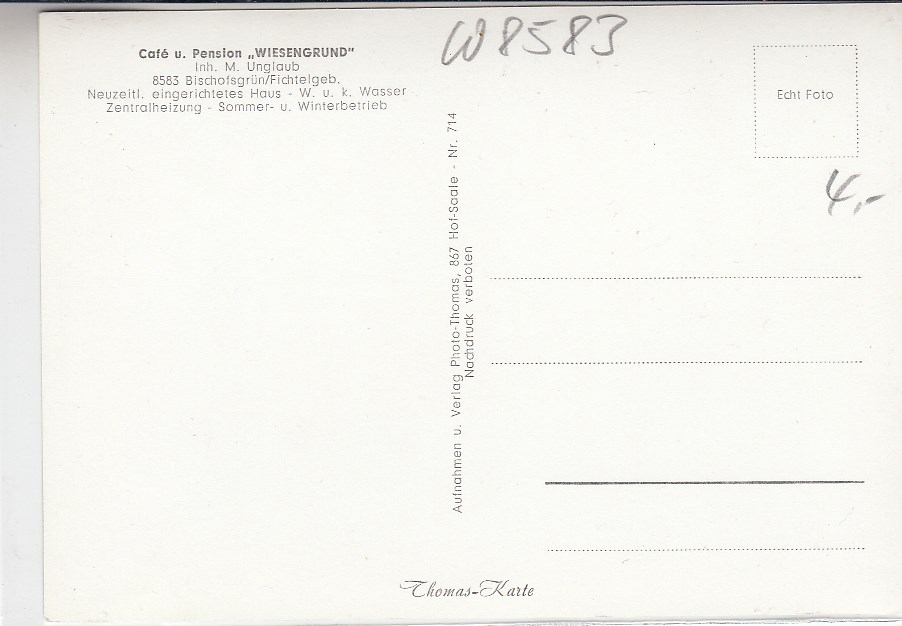 W8583
Café u. Pension „WIESENGRUND"
Inh. M. Unglaub
8583 Bischofsgrün/Fichtelgeb.
Neuzeitl. eingerichtetes Haus - W. u. k. Wasser
Zentralheizung - Sommer- u. Winterbetrieb
Echt Foto
4,-
Aufnahmen u. Verlag Photo-Thomas, 867 Hof-Saale - Nr. 714
Nachdruck verboten
Thomas-Karte